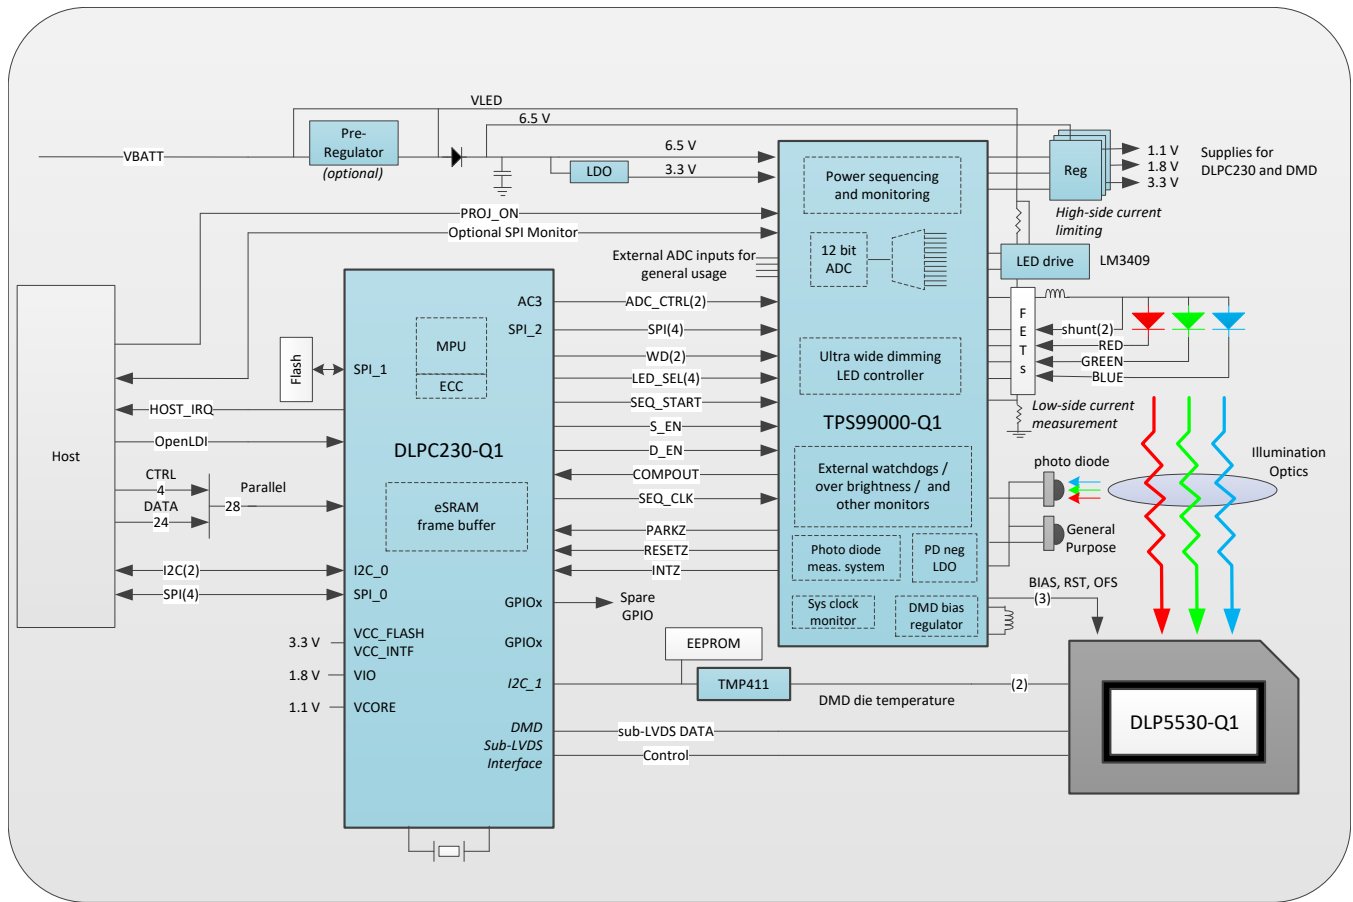 VLED
6.5 V
Pre-
Regulator
(optional)
VBATT
6.5 V
LDO
3.3 V
Reg
1.1 V
1.8 V
3.3 V
Supplies for
DLPC230 and DMD
Power sequencing
and monitoring
PROJ_ON
Optional SPI Monitor
High-side current
limiting
External ADC inputs for
general usage
12 bit
ADC
LED drive
LM3409
Host
HOST_IRQ
OpenLDI
CTRL
4
DATA
24
28
Parallel
I2C(2)
SPI(4)
Flash
SPI_1
AC3
SPI_2
MPU
ECC
DLPC230-Q1
eSRAM
frame buffer
I2C_0
SPI_0
GPIOx
Spare
GPIO
3.3 V
VCC_FLASH
VCC_INTF
GPIOx
1.8 V
VIO
I2C_1
1.1 V
VCORE
DMD
Sub-LVDS
Interface
ADC_CTRL(2)
SPI(4)
WD(2)
LED_SEL(4)
SEQ_START
S_EN
D_EN
COMPOUT
SEQ_CLK
PARKZ
RESETZ
INTZ
Ultra wide dimming
LED controller
TPS99000-Q1
External watchdogs /
over brightness / and
other monitors
Photo diode
meas. system
PD neg
LDO
Sys clock
monitor
DMD bias
regulator
FETs
shunt(2)
RED
GREEN
BLUE
Low-side current
measurement
photo diode
Illumination
Optics
General
Purpose
BIAS, RST, OFS
(3)
EEPROM
TMP411
(2)
DMD die temperature
sub-LVDS DATA
Control
DLP5530-Q1